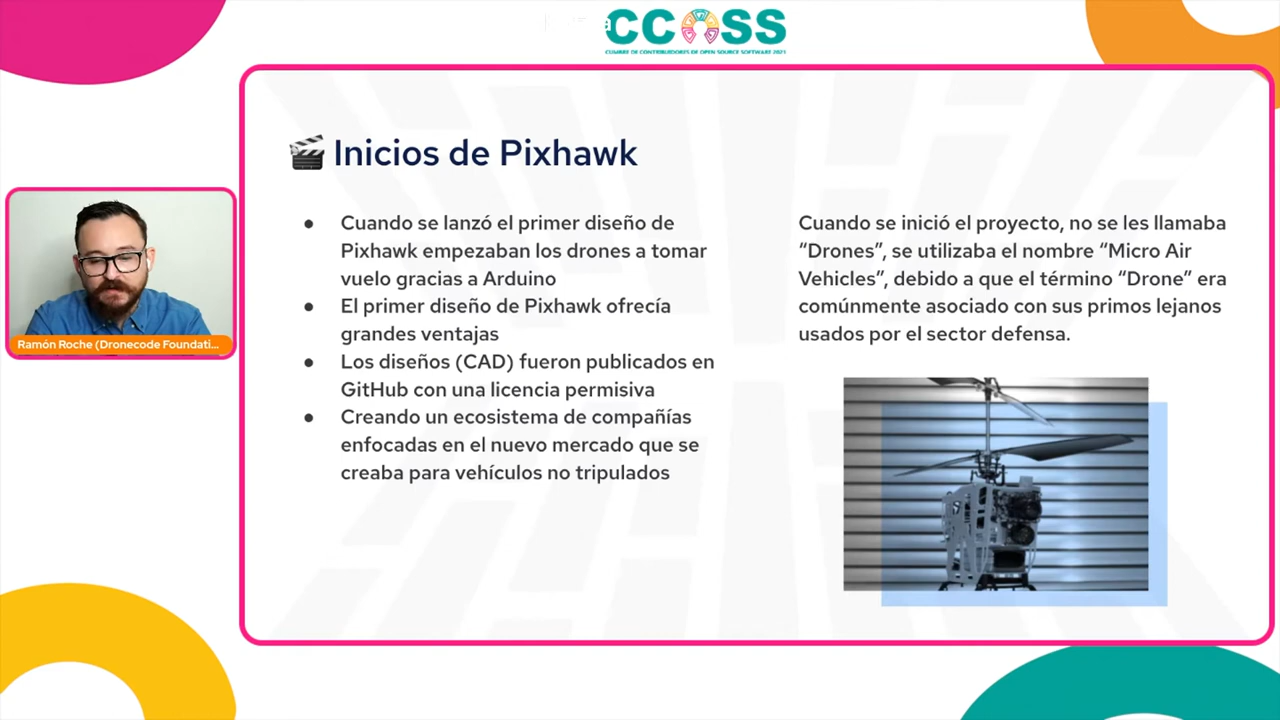 CCOSS
CUMBRE DE CONTRIBUIDORES DE OPEN SOURCE SOFTWARE 2021
Inicios de Pixhawk
● Cuando se lanzó el primer diseño de
Pixhawk empezaban los drones a tomar
vuelo gracias a Arduino
● El primer diseño de Pixhawk ofrecía
grandes ventajas
● Los diseños (CAD) fueron publicados en
GitHub con una licencia permisiva
● Creando un ecosistema de compañías
enfocadas en el nuevo mercado que se
creaba para vehículos no tripulados
Cuando se inició el proyecto, no se les llamaba
“Drones”, se utilizaba el nombre “Micro Air
Vehicles”, debido a que el término “Drone” era
comúnmente asociado con sus primos lejanos
usados por el sector defensa.
Ramón Roche (Dronecode Foundati...